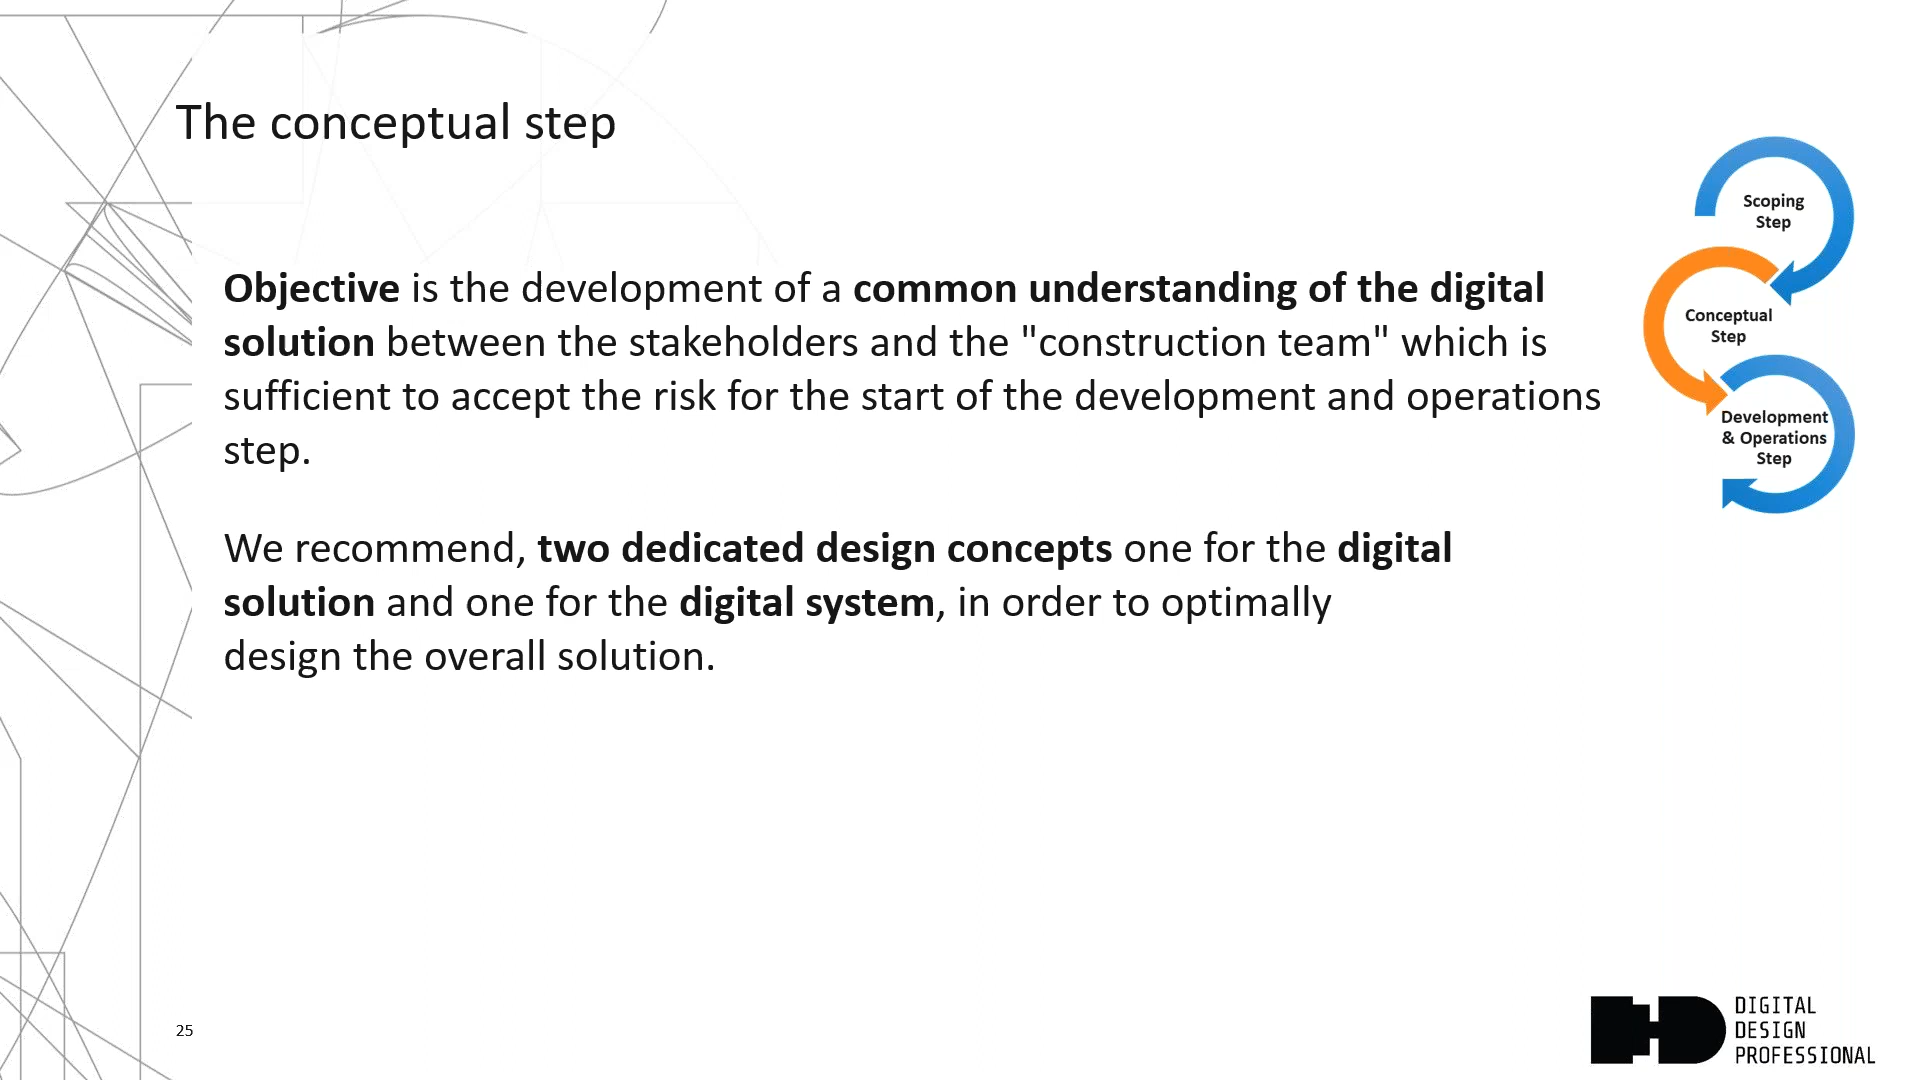 The conceptual step
Objective is the development of a common understanding of the digital
solution between the stakeholders and the "construction team" which is
sufficient to accept the risk for the start of the development and operations
step.
We recommend, two dedicated design concepts one for the digital
solution and one for the digital system, in order to optimally
design the overall solution.
Scoping
Step
Conceptual
Step
Development
& Operations
Step
25
DIGITAL
DESIGN
PROFESSIONAL